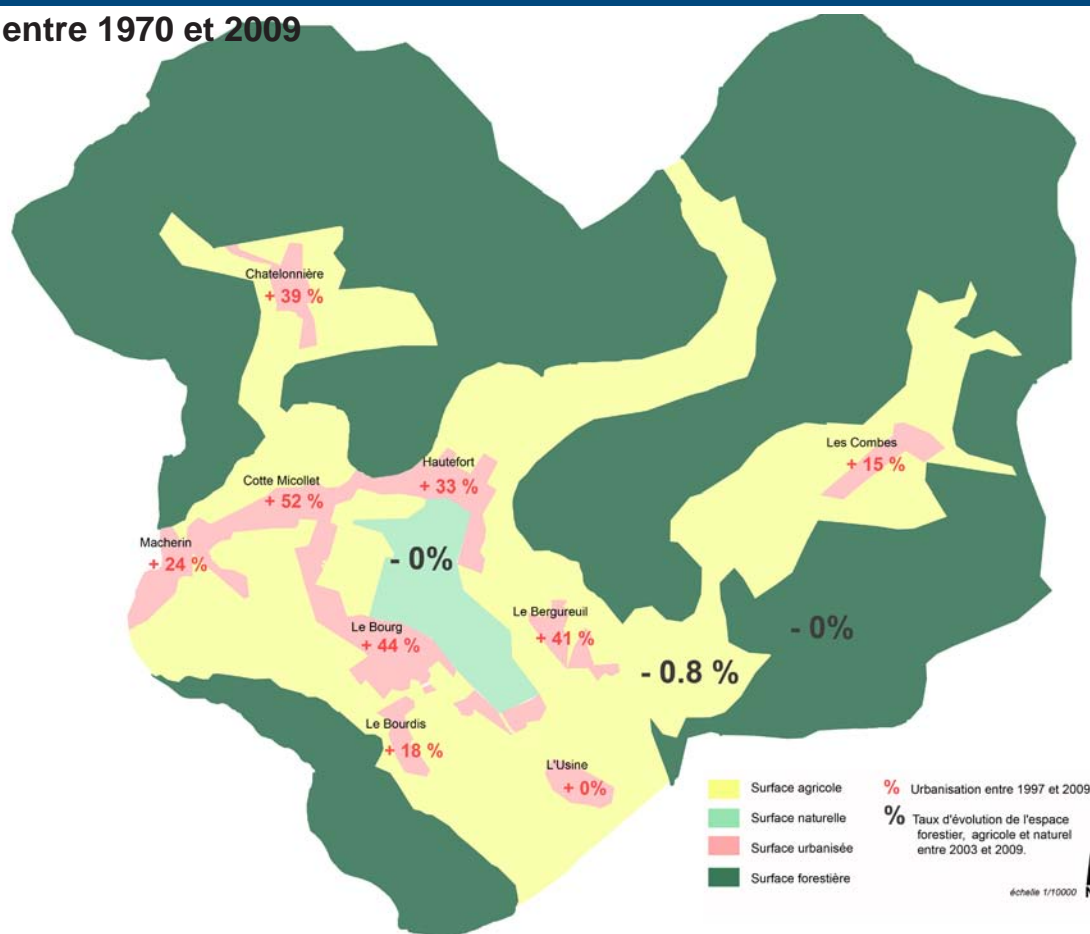 entre 1970 et 2009
Chatelonnière
+ 39 %
Les Combes
+ 15 %
Hautefort
+ 33 %
Cotte Micollet
+ 52 %
Macherin
+ 24 %
- 0%
Le Bergureuil
+ 41 %
Le Bourg
+ 44 %
- 0%
- 0.8 %
Le Bourdis
+ 18 %
L'Usine
+ 0%
Surface agricole
Surface naturelle
Surface urbanisée
Surface forestière
% Urbanisation entre 1997 et 2009
% Taux d'évolution de l'espace
forestier, agricole et naturel
entre 2003 et 2009.
échelle 1/10000